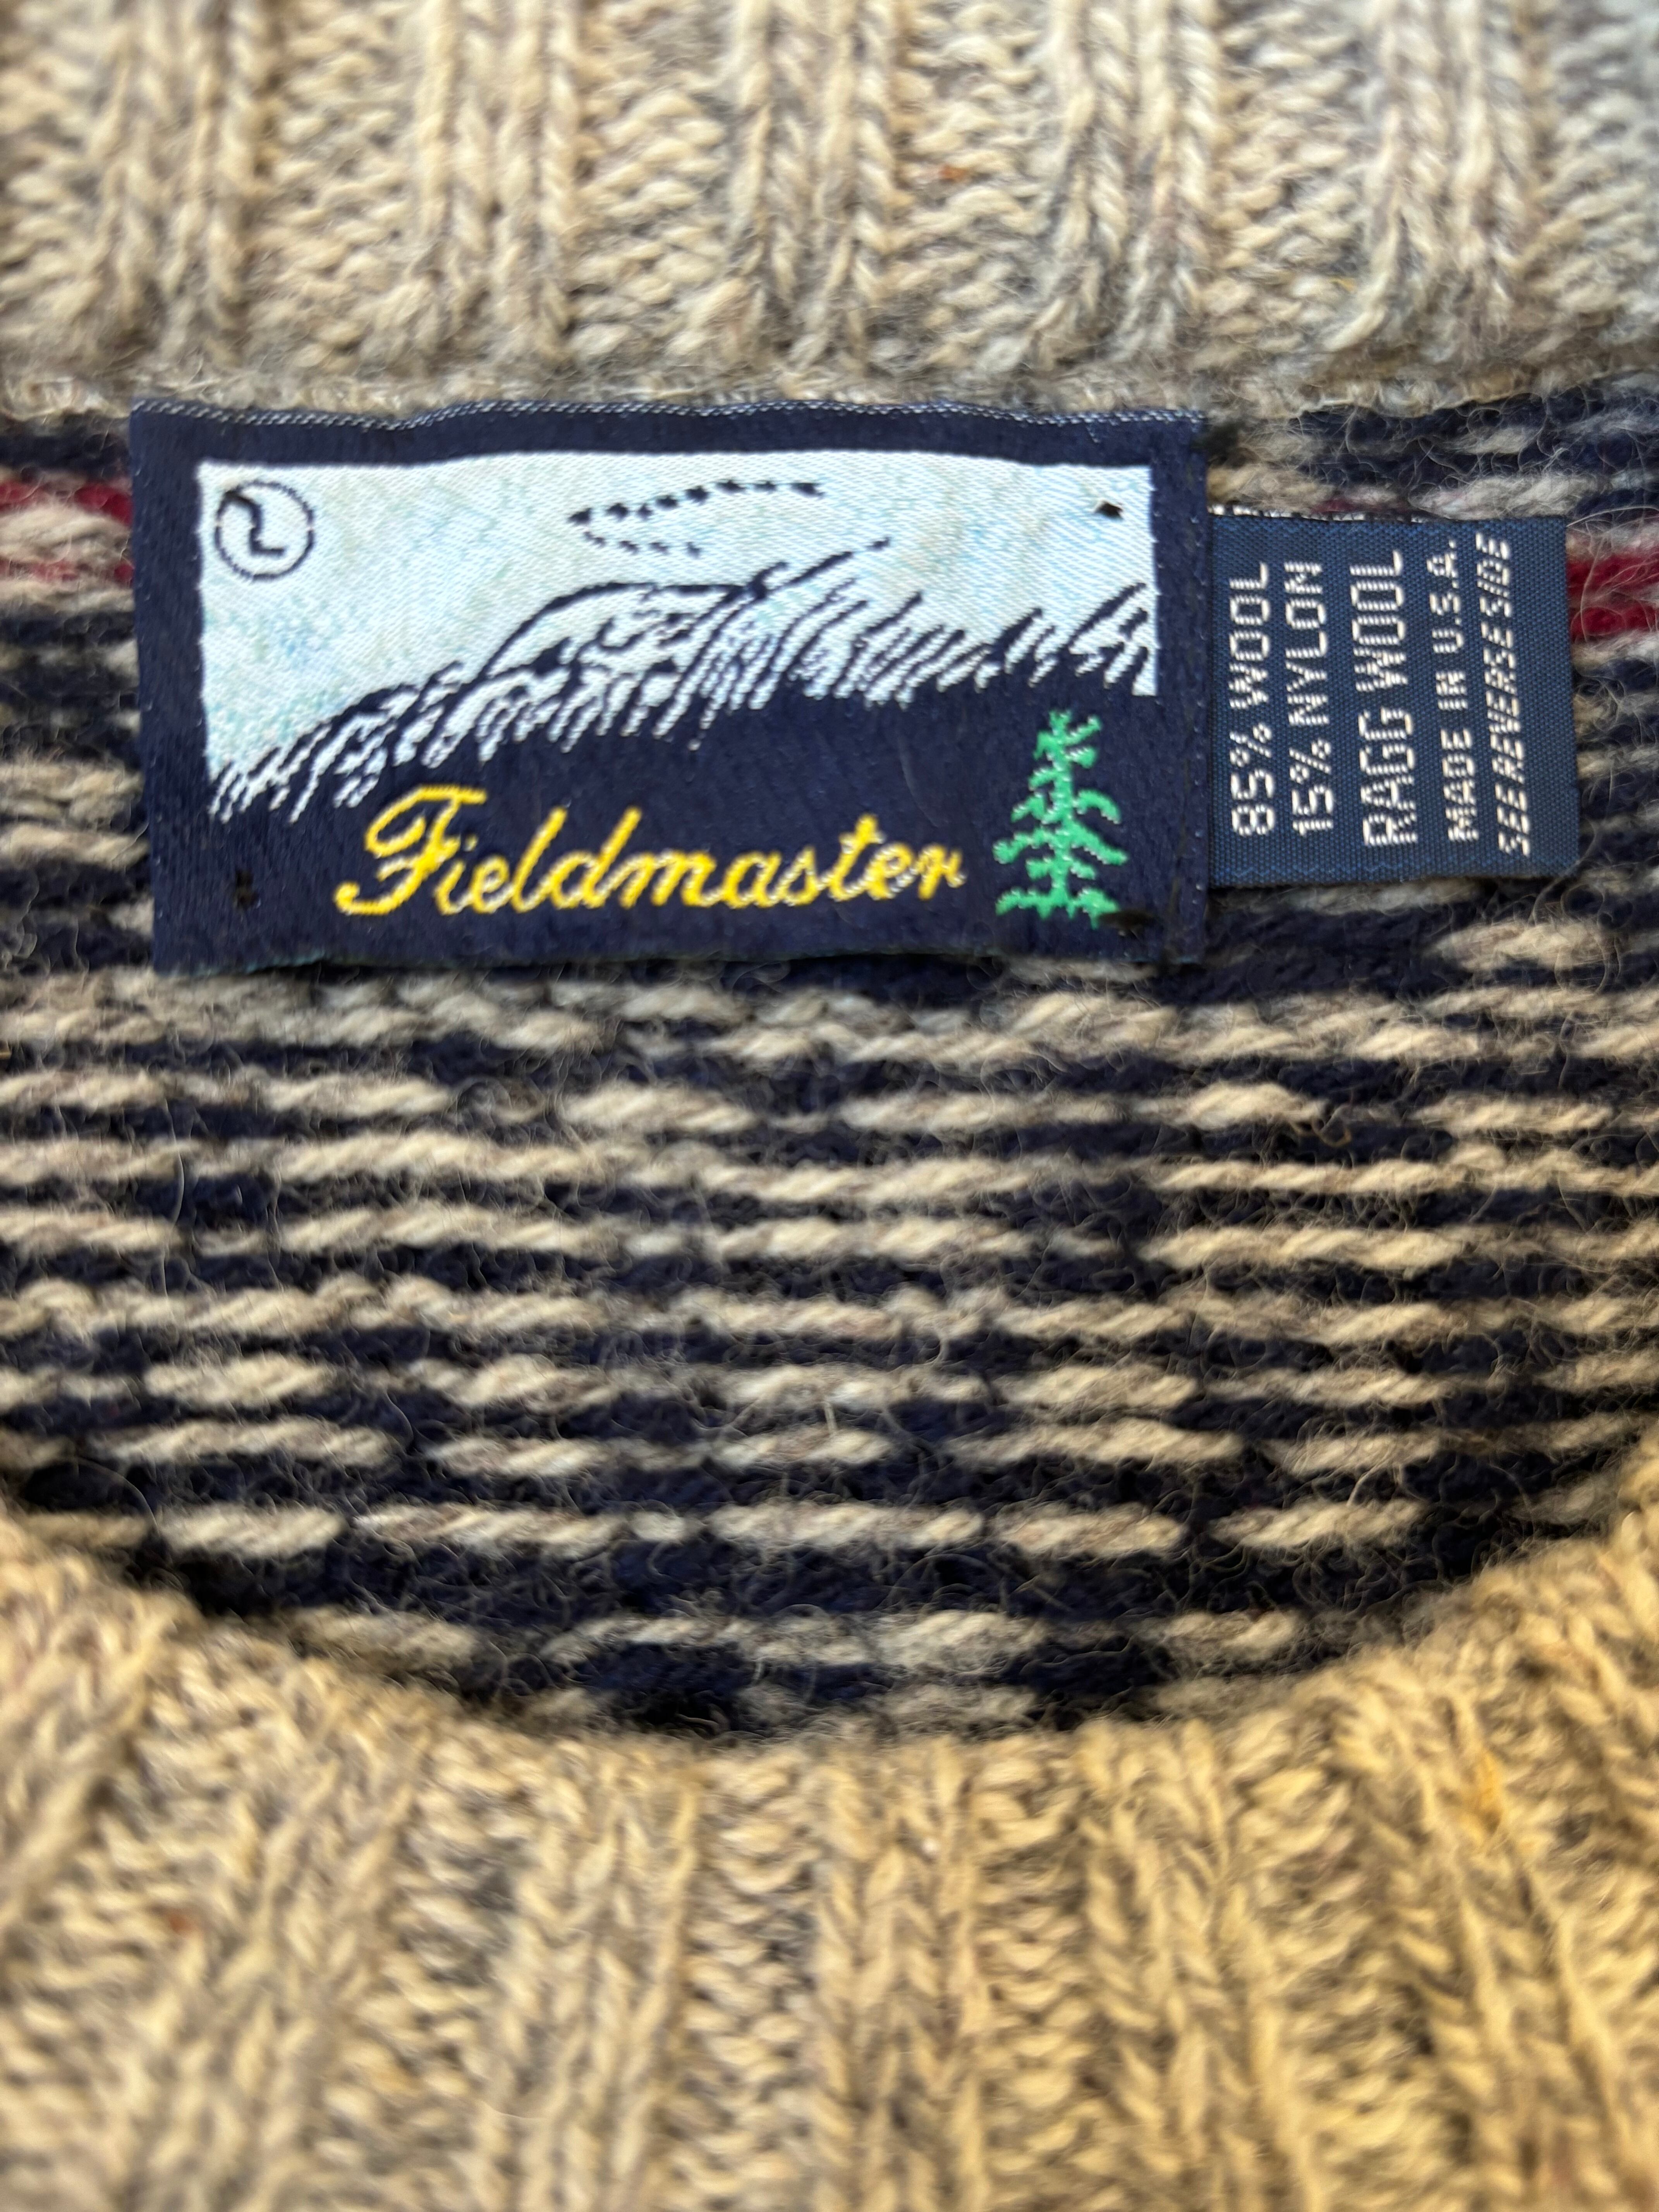 L
Fieldmaster
85% WOOL
15% NYLON
RAGG WOOL
MADE IN U.S.A.
SEE REVERSE SIDE